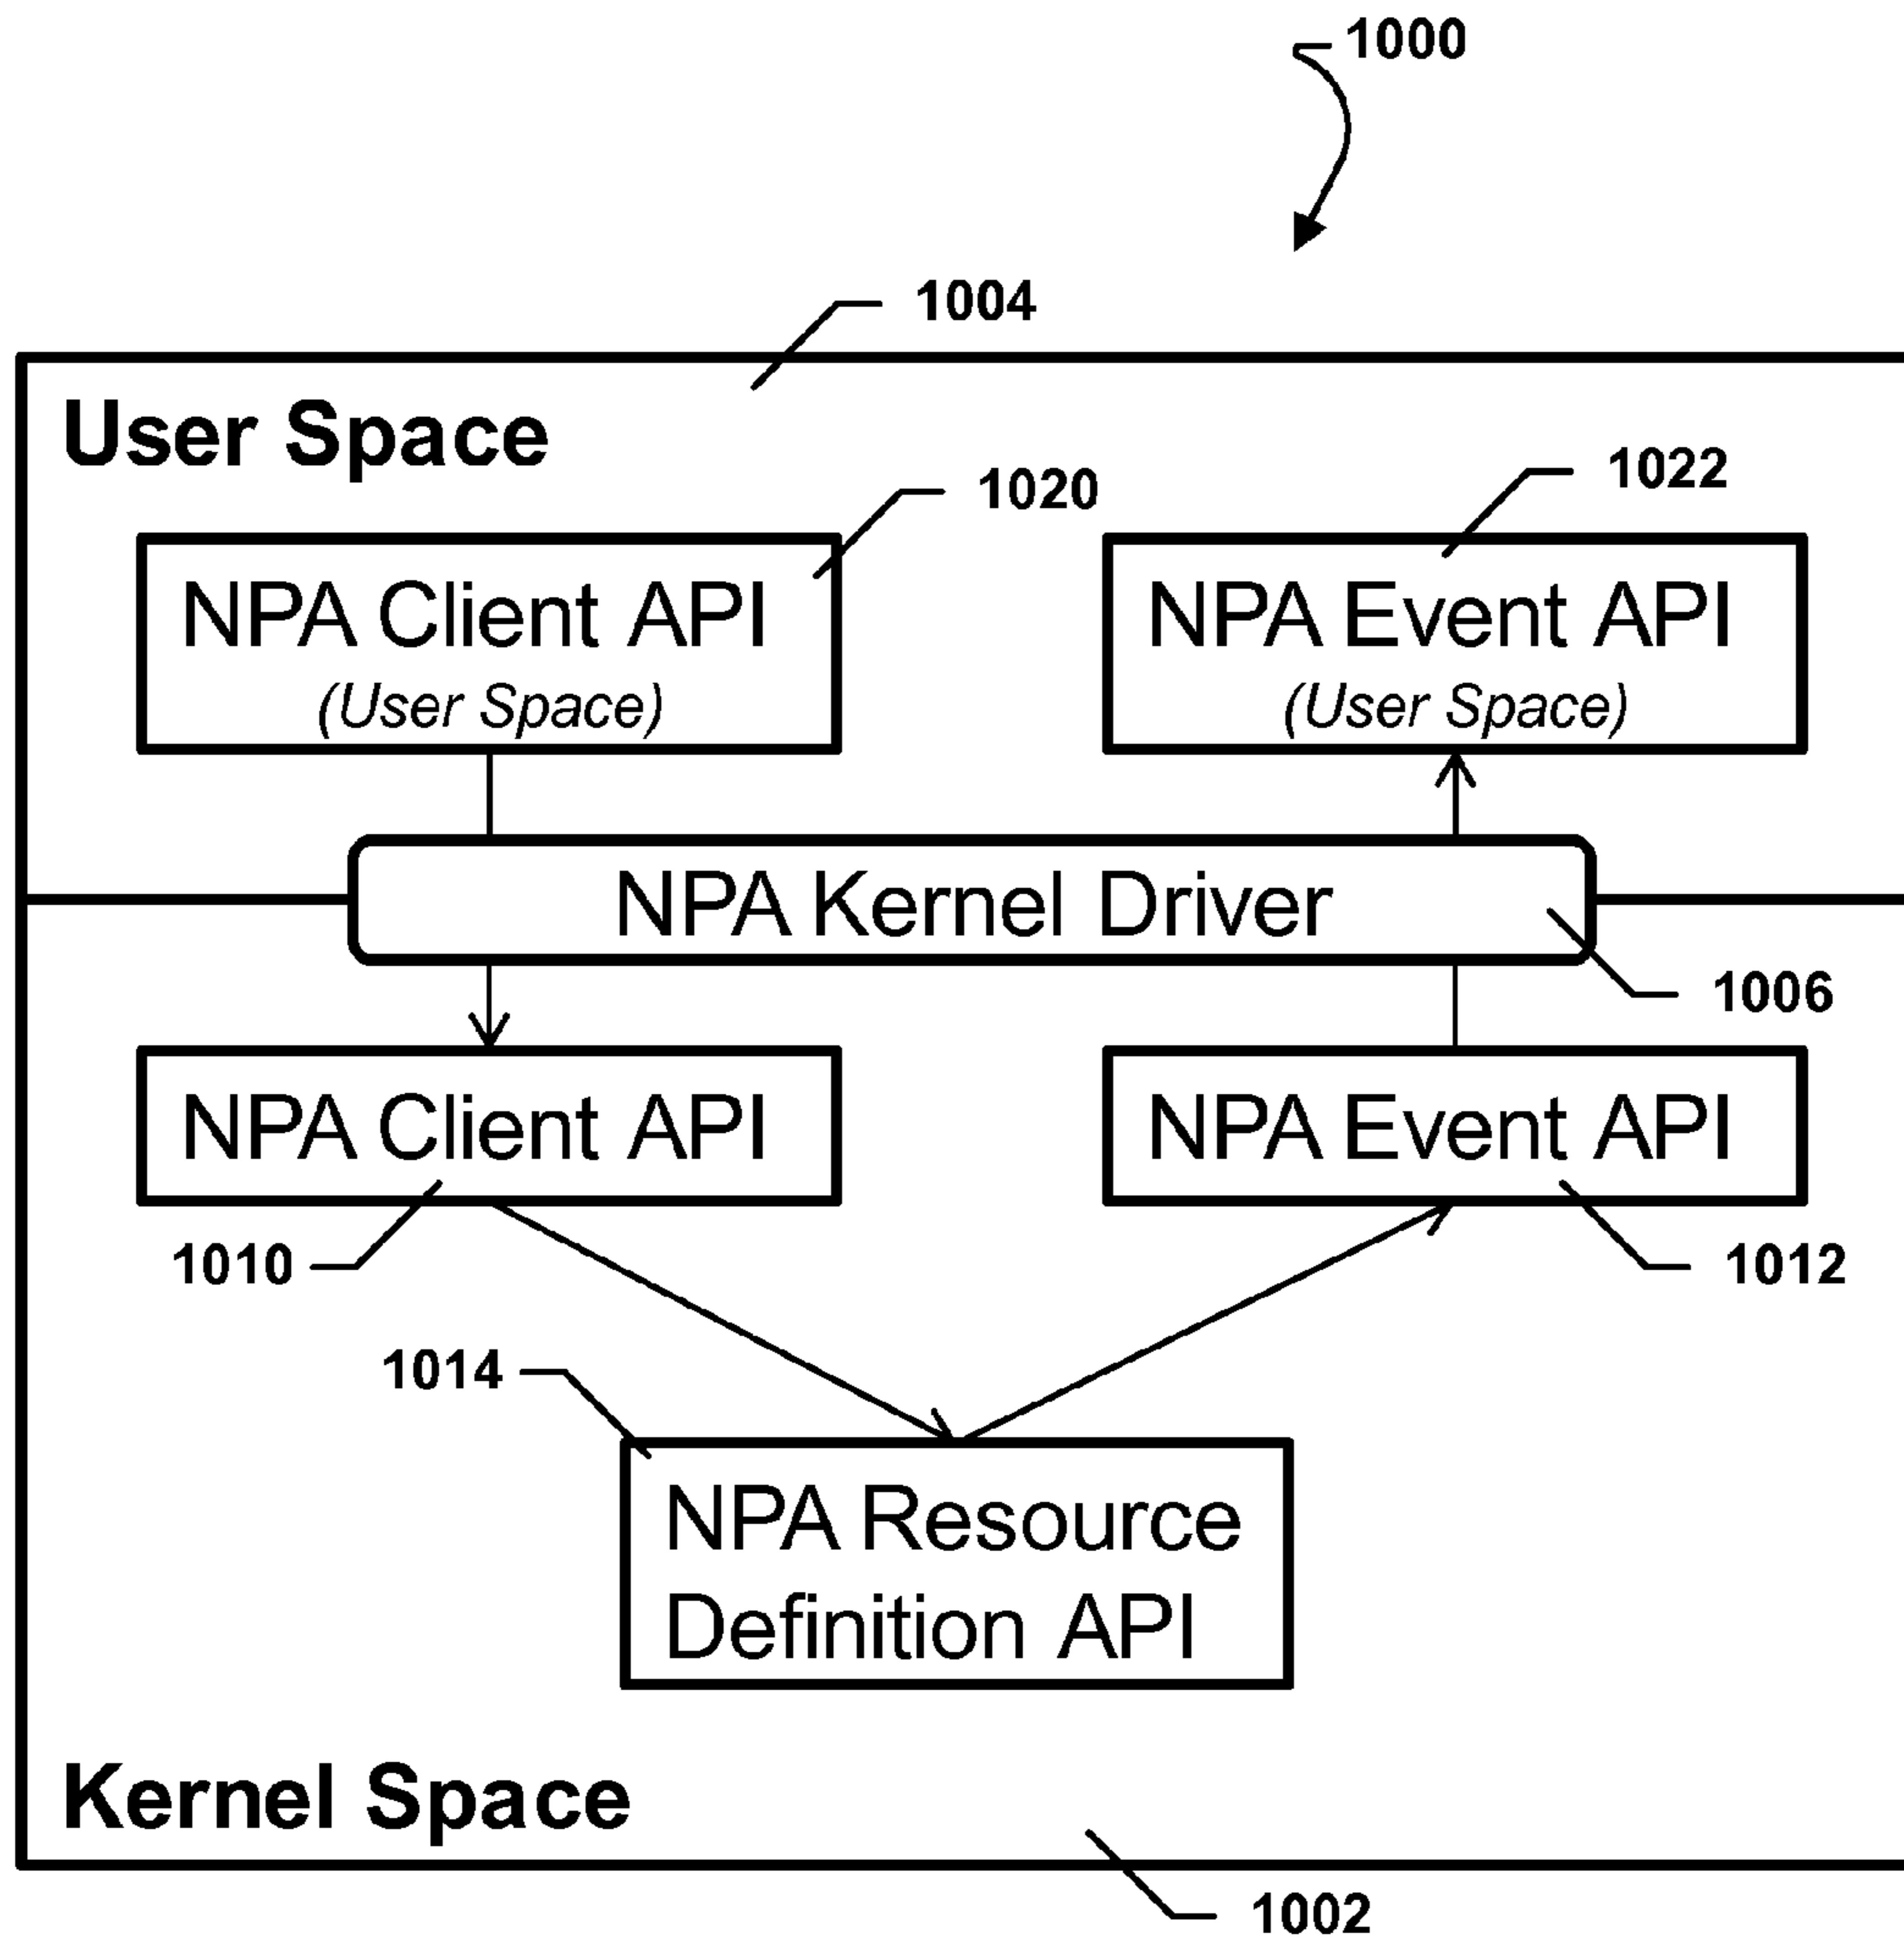 1000
1004
User Space
1020
1022
NPA Client API
(User Space)
NPA Event API
(User Space)
NPA Kernel Driver
1006
NPA Client API
NPA Event API
1010
1012
1014
NPA Resource
Definition API
Kernel Space
1002